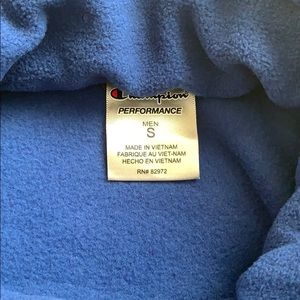 Champion
PERFORMANCE
MEN
S
MADE IN VIETNAM
FABRIQUE AU VIET-NAM
HECHO EN VIETNAM
RN# 82972